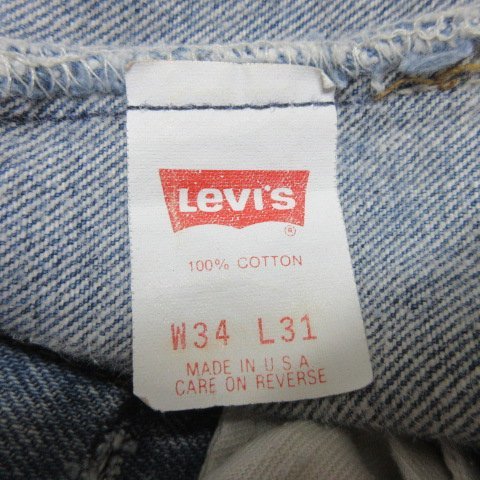 Levi's
®
100% COTTON
W34 L31
MADE IN U S A
CARE ON REVERSE